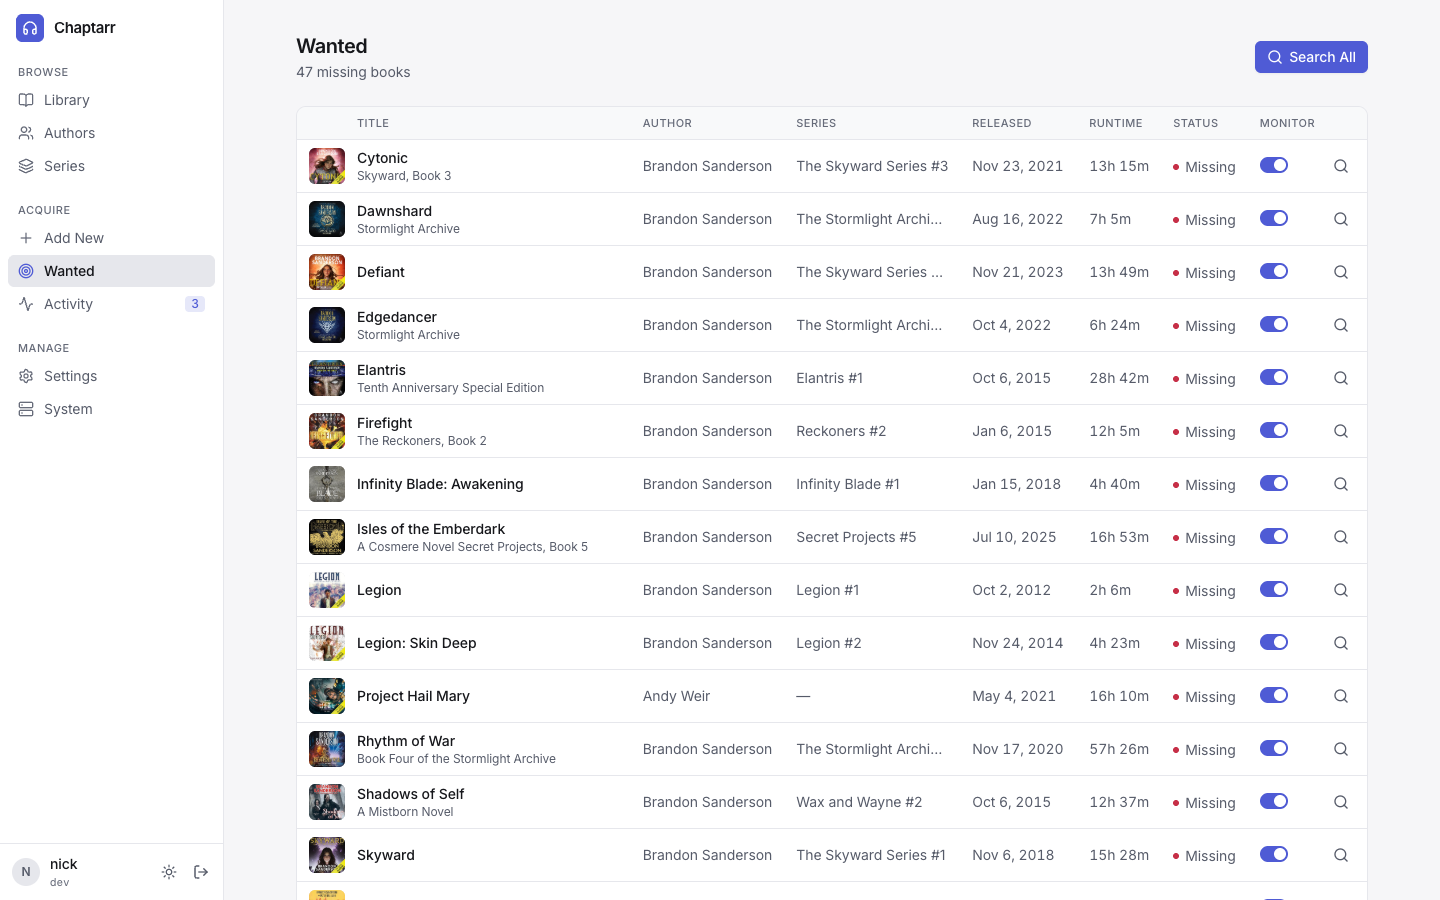 Chaptarr
BROWSE
Library
Authors
Series
ACQUIRE
Add New
Wanted
Activity 3
MANAGE
Settings
System
N nick
dev
Wanted
47 missing books
Search All
TITLE AUTHOR SERIES RELEASED RUNTIME STATUS MONITOR
Cytonic
Skyward, Book 3
Brandon Sanderson The Skyward Series #3 Nov 23, 2021 13h 15m Missing
Dawnshard
Stormlight Archive
Brandon Sanderson The Stormlight Archi... Aug 16, 2022 7h 5m Missing
Defiant Brandon Sanderson The Skyward Series ... Nov 21, 2023 13h 49m Missing
Edgedancer
Stormlight Archive
Brandon Sanderson The Stormlight Archi... Oct 4, 2022 6h 24m Missing
Elantris
Tenth Anniversary Special Edition
Brandon Sanderson Elantris #1 Oct 6, 2015 28h 42m Missing
Firefight
The Reckoners, Book 2
Brandon Sanderson Reckoners #2 Jan 6, 2015 12h 5m Missing
Infinity Blade: Awakening Brandon Sanderson Infinity Blade #1 Jan 15, 2018 4h 40m Missing
Isles of the Emberdark
A Cosmere Novel Secret Projects, Book 5
Brandon Sanderson Secret Projects #5 Jul 10, 2025 16h 53m Missing
LEGION
Legion Brandon Sanderson Legion #1 Oct 2, 2012 2h 6m Missing
LEGION
Legion: Skin Deep Brandon Sanderson Legion #2 Nov 24, 2014 4h 23m Missing
Project Hail Mary Andy Weir — May 4, 2021 16h 10m Missing
Rhythm of War
Book Four of the Stormlight Archive
Brandon Sanderson The Stormlight Archi... Nov 17, 2020 57h 26m Missing
Shadows of Self
A Mistborn Novel
Brandon Sanderson Wax and Wayne #2 Oct 6, 2015 12h 37m Missing
Skyward Brandon Sanderson The Skyward Series #1 Nov 6, 2018 15h 28m Missing